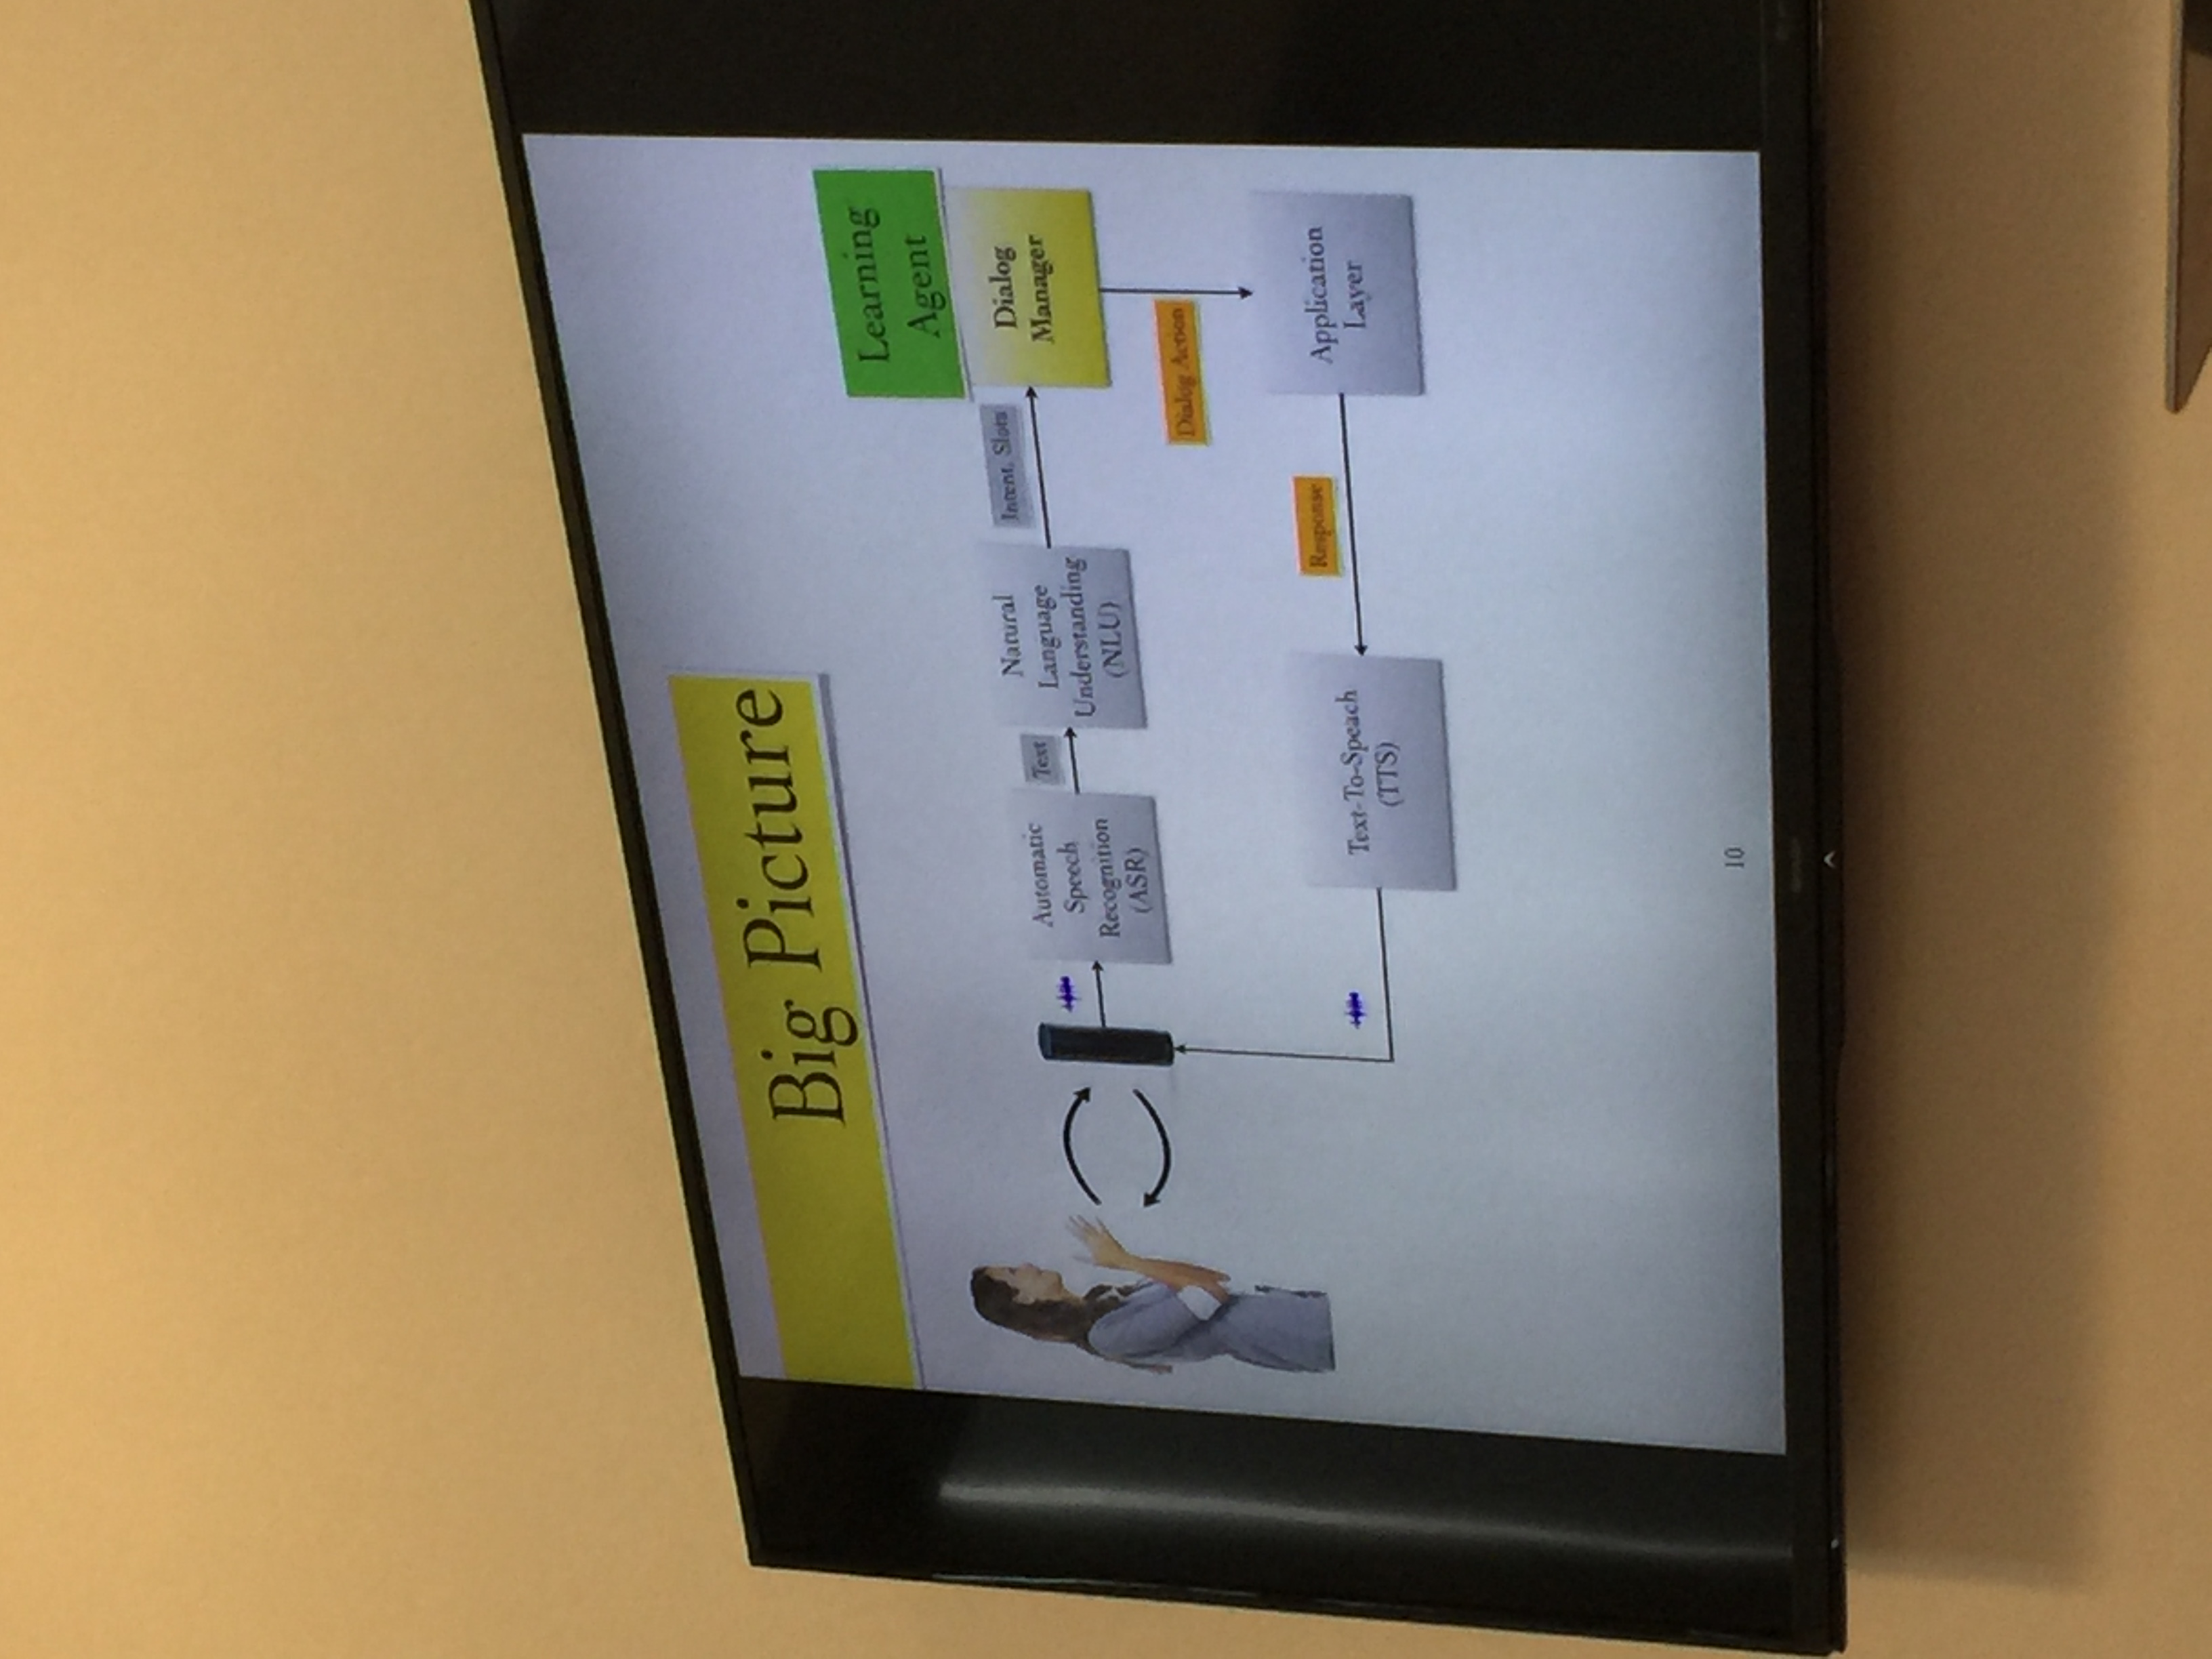 Big Picture
Learning
Agent
Dialog
Manager
Intent, Slots
Natural
Language
Understanding
(NLU)
Text
Automatic
Speech
Recognition
(ASR)
Dialog Action
Application
Layer
Response
Text-To-Speach
(TTS)
10